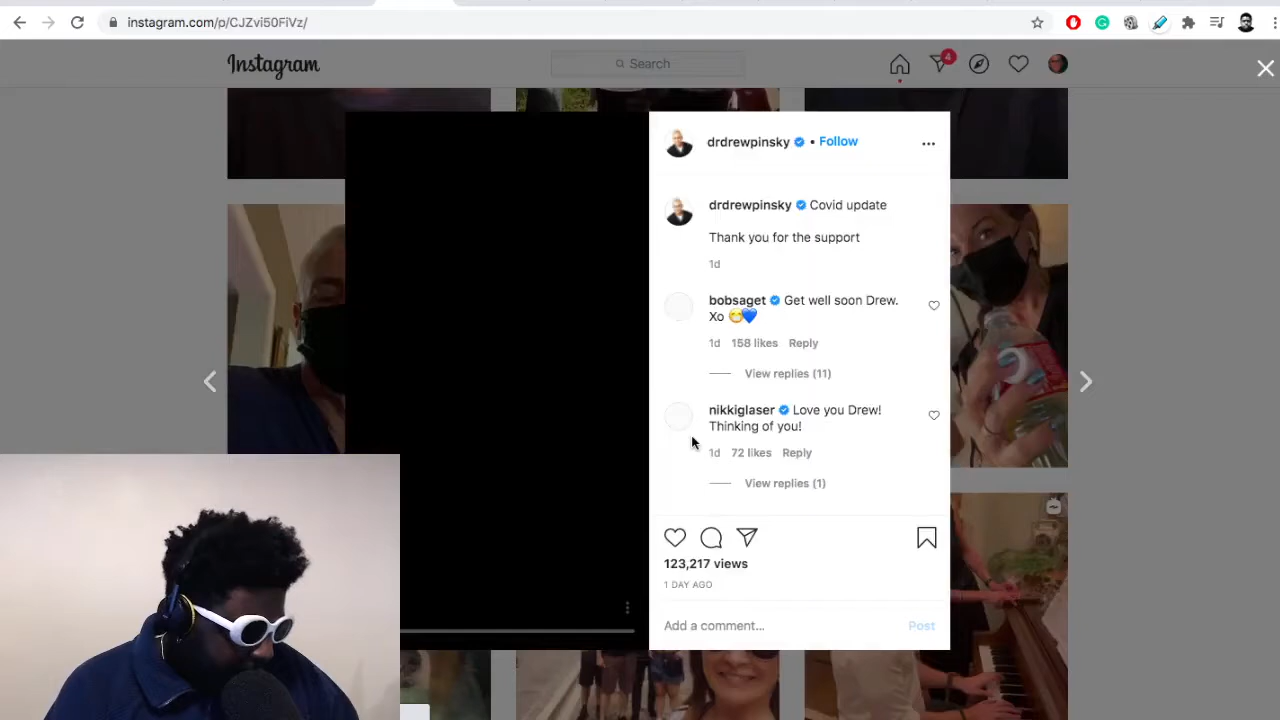 instagram.com/p/CJZvi50FiVz/
Instagram
Search
4
drdrewpinsky • Follow
drdrewpinsky Covid update
Thank you for the support
1d
bobsaget Get well soon Drew.
Xo 😁💙
1d 158 likes Reply
View replies (11)
nikkiglaser Love you Drew!
Thinking of you!
1d 72 likes Reply
View replies (1)
123,217 views
1 DAY AGO
Add a comment... Post